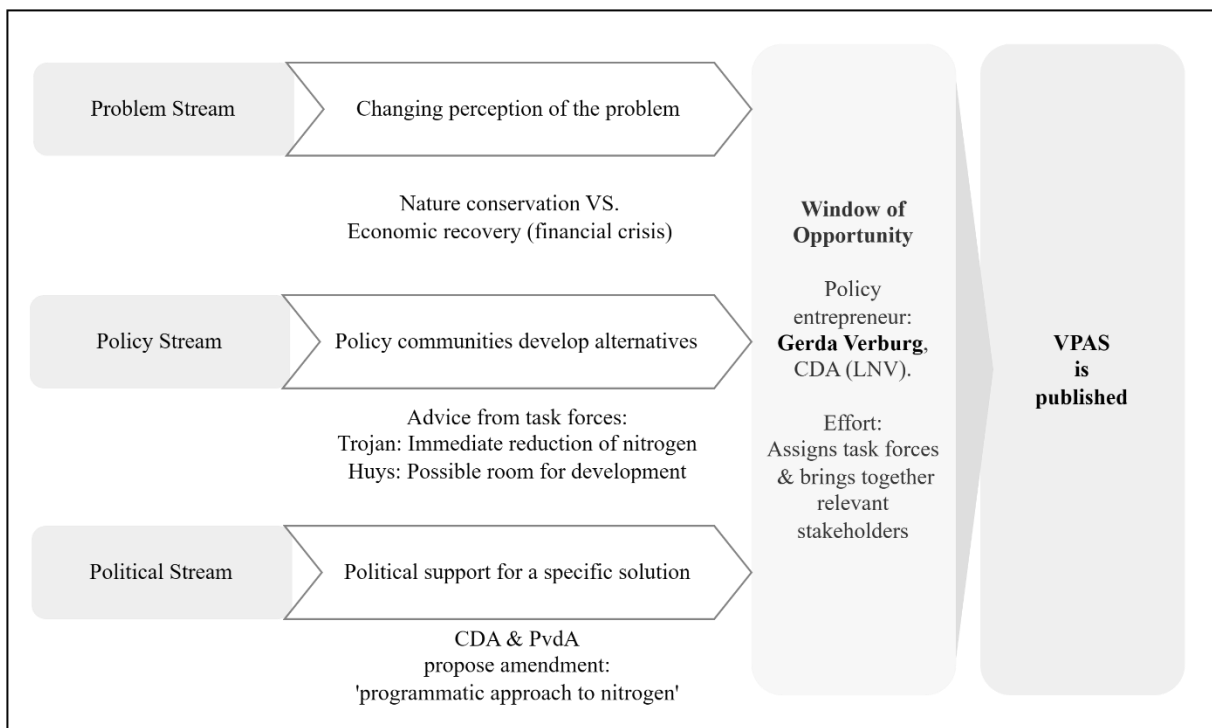 Problem Stream
Changing perception of the problem
Nature conservation VS.
Economic recovery (financial crisis)
Policy Stream
Policy communities develop alternatives
Advice from task forces:
Trojan: Immediate reduction of nitrogen
Huys: Possible room for development
Political Stream
Political support for a specific solution
CDA & PvdA
propose amendment:
'programmatic approach to nitrogen'
Window of
Opportunity
Policy
entrepreneur:
Gerda Verburg,
CDA (LNV).
Effort:
Assigns task forces
& brings together
relevant
stakeholders
VPAS
is
published